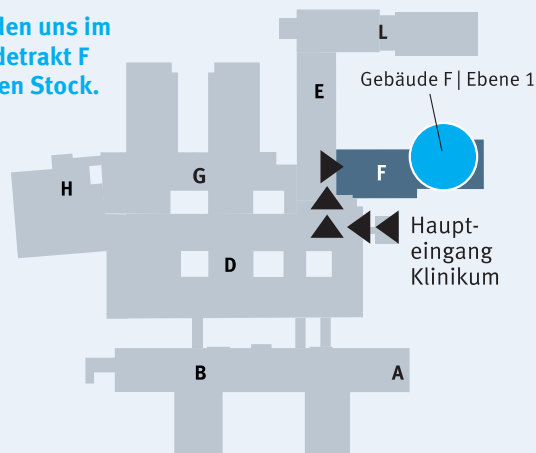 den uns im
detrakt F
en Stock.
L
E
Gebäude F | Ebene 1
G
F
H
Haupt-
eingang
Klinikum
D
B
A